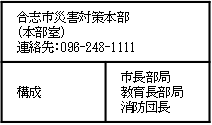 合志市災害対策本部
(本部室)
連絡先:096-248-1111
構成
市長部局
教育長部局
消防団長